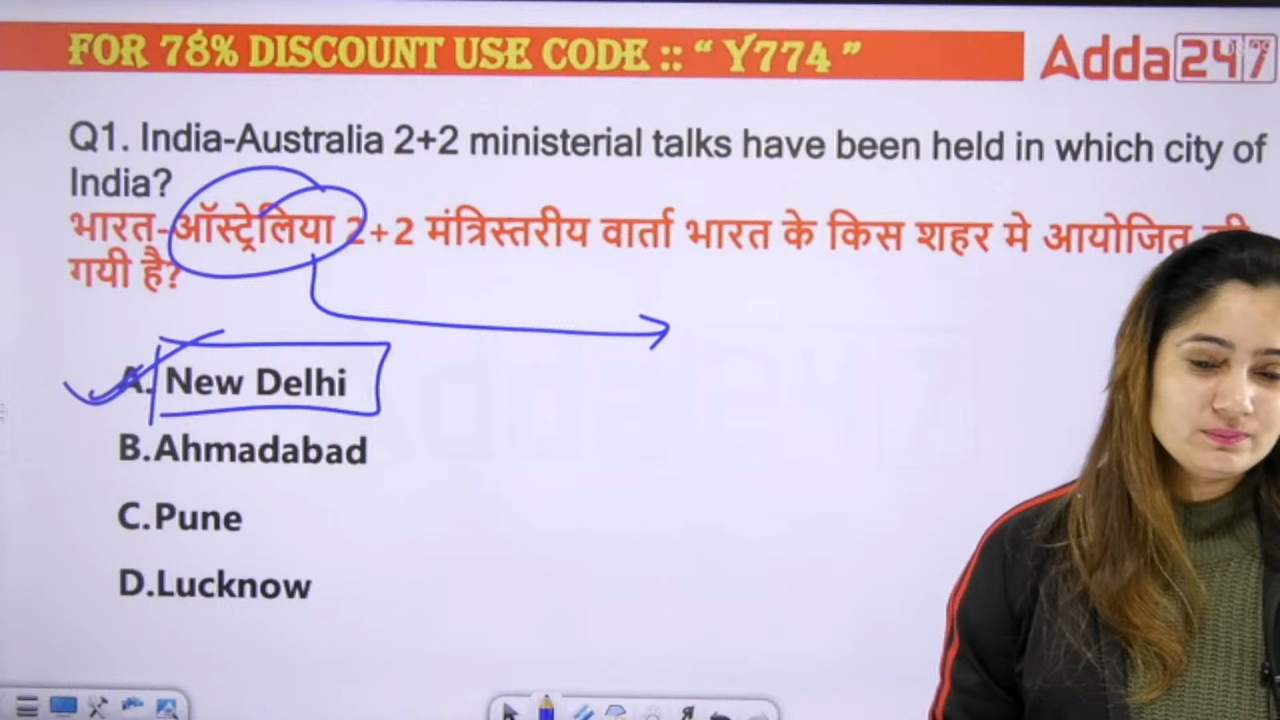 FOR 78% DISCOUNT USE CODE :: “ Y774 ”
Adda247
Q1. India-Australia 2+2 ministerial talks have been held in which city of
India?
भारत-ऑस्ट्रेलिया 2+2 मंत्रिस्तरीय वार्ता भारत के किस शहर मे आयोजित की
गयी है?
A. New Delhi
B.Ahmadabad
C.Pune
D.Lucknow